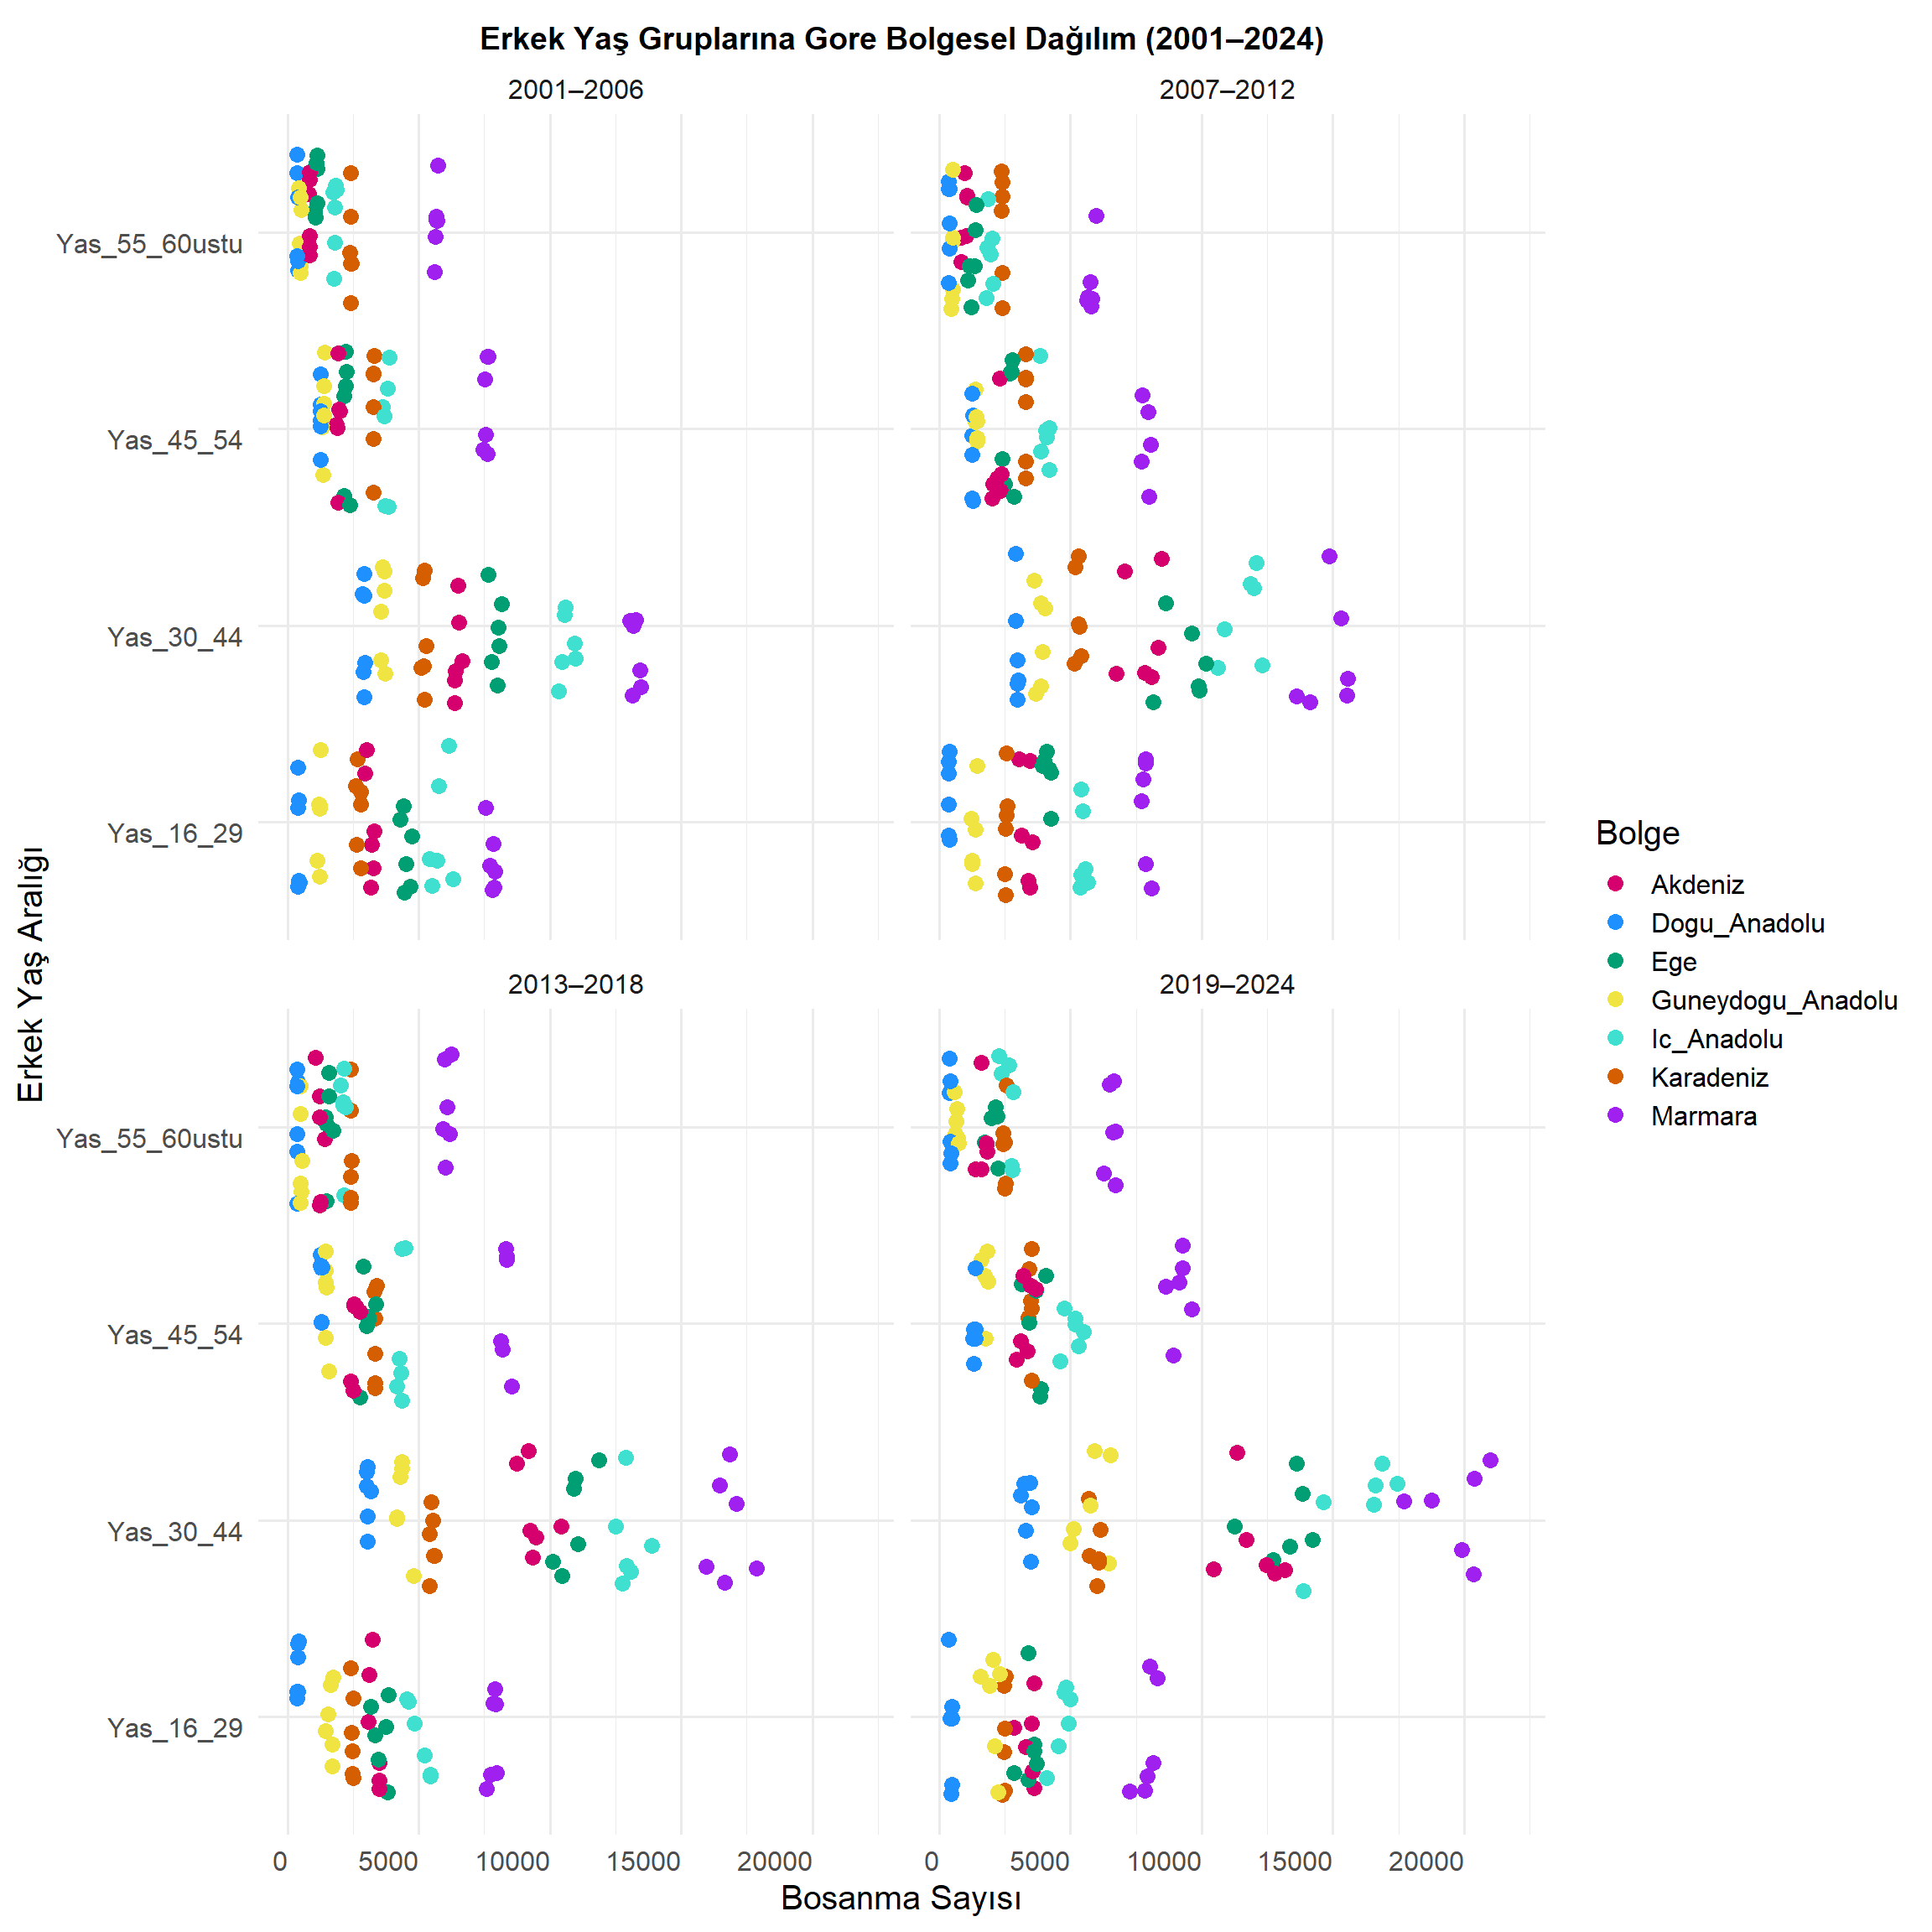 Erkek Yaş Gruplarına Gore Bolgesel Dağılım (2001–2024)
2001–2006
2007–2012
Yas_55_60ustu
Yas_45_54
Yas_30_44
Yas_16_29
2013–2018
2019–2024
Yas_55_60ustu
Yas_45_54
Yas_30_44
Yas_16_29
0 5000 10000 15000 20000
0 5000 10000 15000 20000
Bosanma Sayısı
Erkek Yaş Aralığı
Bolge
Akdeniz
Dogu_Anadolu
Ege
Guneydogu_Anadolu
Ic_Anadolu
Karadeniz
Marmara